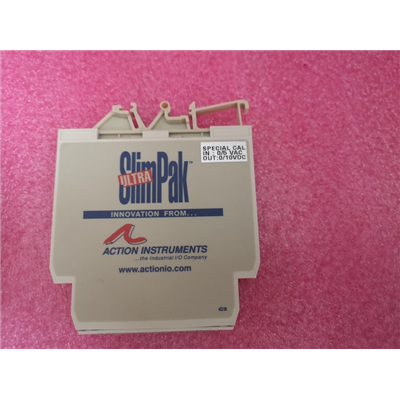 SPECIAL CAL
IN : 0/5 VAC
OUT:0/10VDC
SlimPak™
ULTRA
INNOVATION FROM...
ACTION INSTRUMENTS
...the Industrial I/O Company
www.actionio.com